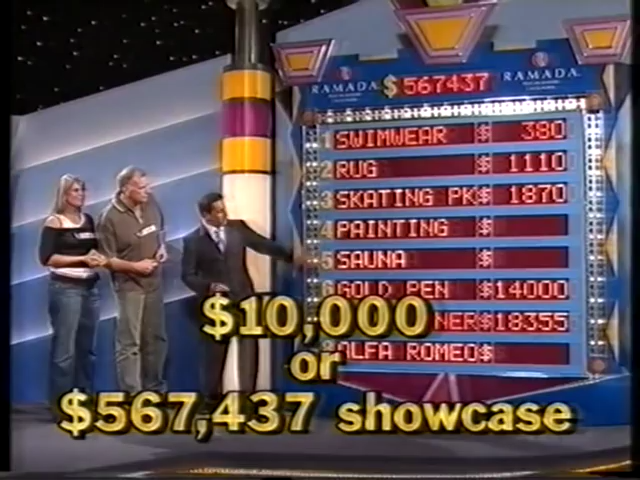 RAMADA $567437 RAMADA
1 SWIMWEAR $ 380
2 RUG $ 1110
3 SKATING PK$ 1870
4 PAINTING $
5 SAUNA $
6 GOLD PEN $14000
NER$18355
ALFA ROMEO$
$10,000
or
$567,437 showcase